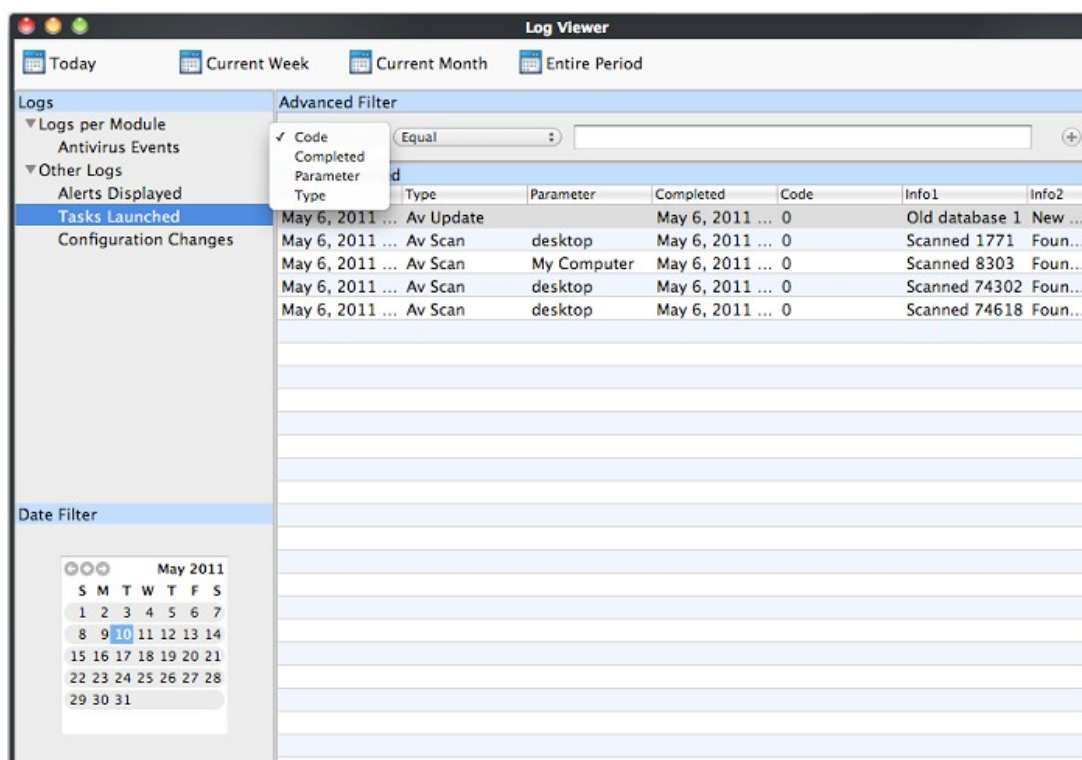 Log Viewer
Today Current Week Current Month Entire Period
Logs
Logs per Module
Antivirus Events
Other Logs
Alerts Displayed
Tasks Launched
Configuration Changes
Advanced Filter
✓ Code
Completed
Parameter
Type
Equal
Type Parameter Completed Code Info1 Info2
May 6, 2011 ... Av Update May 6, 2011 ... 0 Old database 1 New ...
May 6, 2011 ... Av Scan desktop May 6, 2011 ... 0 Scanned 1771 Foun...
May 6, 2011 ... Av Scan My Computer May 6, 2011 ... 0 Scanned 8303 Foun...
May 6, 2011 ... Av Scan desktop May 6, 2011 ... 0 Scanned 74302 Foun...
May 6, 2011 ... Av Scan desktop May 6, 2011 ... 0 Scanned 74618 Foun...
Date Filter
May 2011
S M T W T F S
1 2 3 4 5 6 7
8 9 10 11 12 13 14
15 16 17 18 19 20 21
22 23 24 25 26 27 28
29 30 31